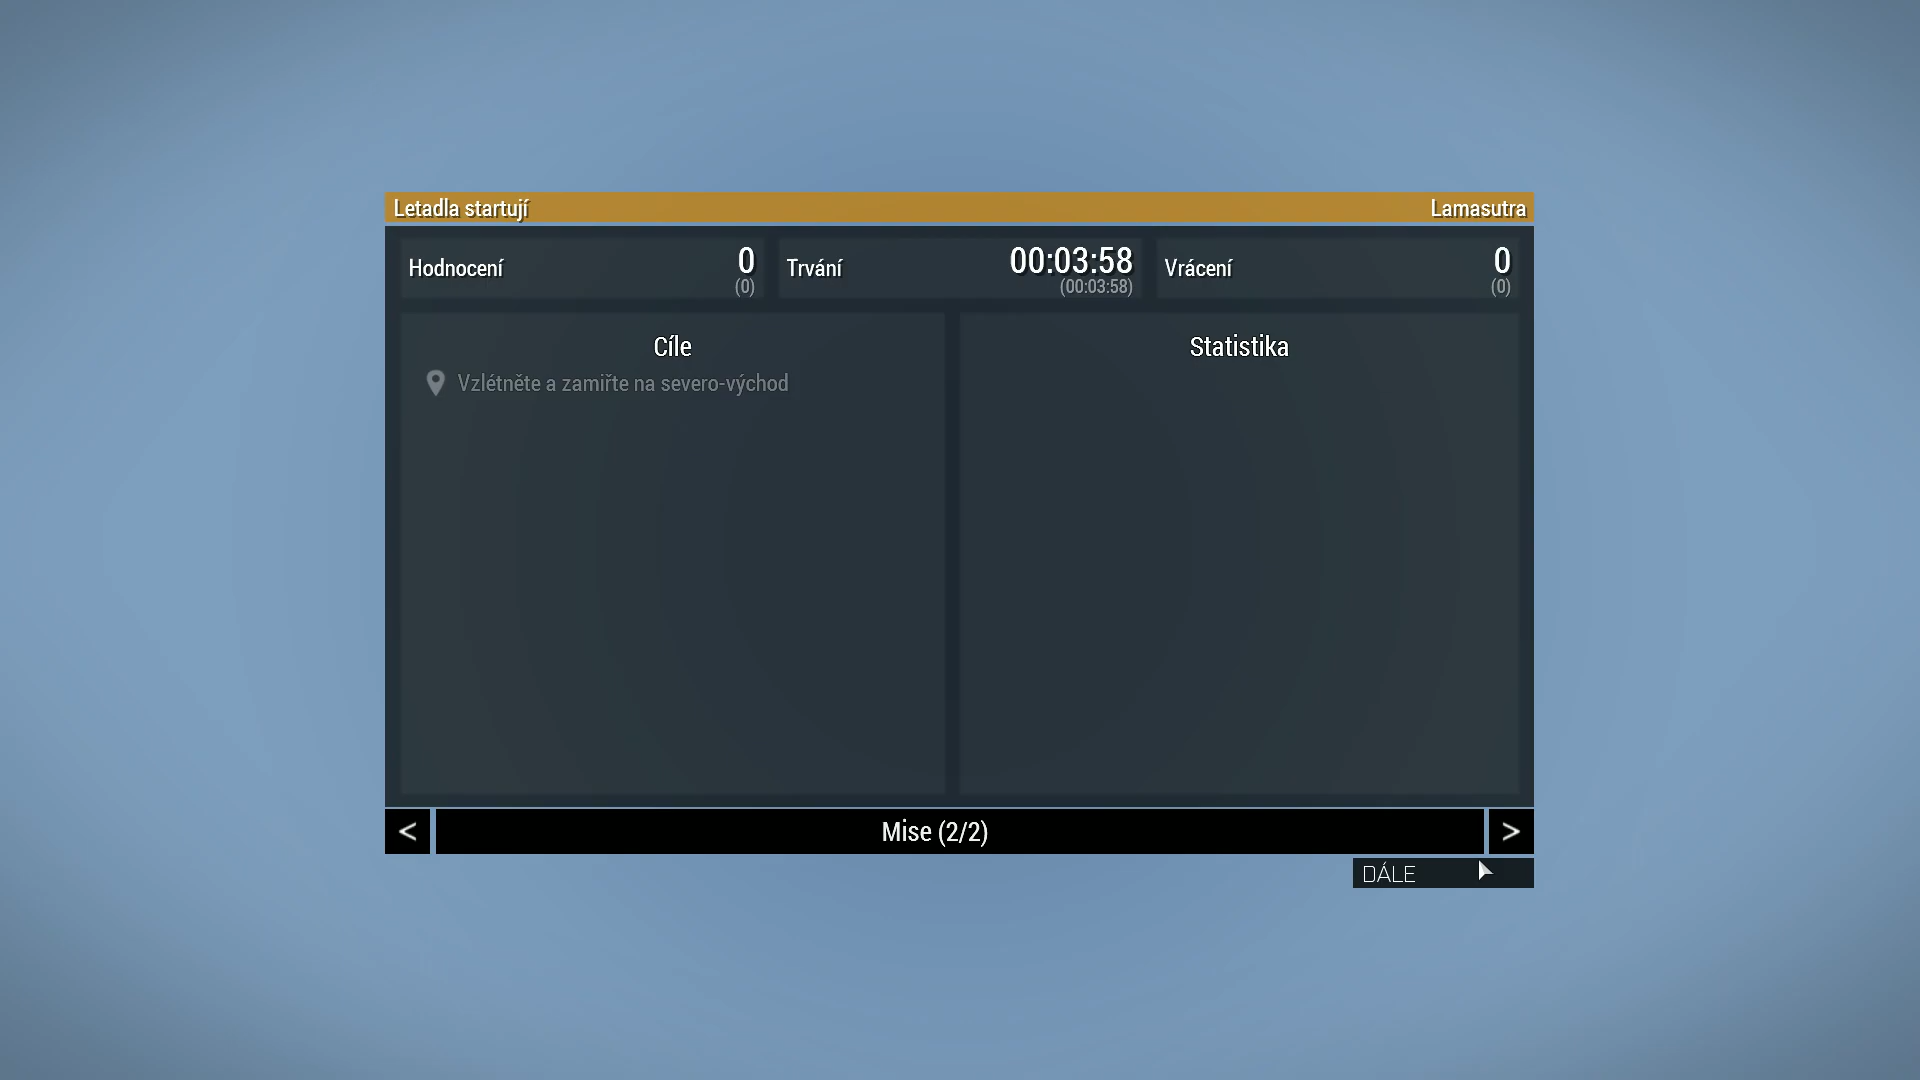 Letadla startují
Lamasutra
Hodnocení
0
(0)
Trvání
00:03:58
(00:03:58)
Vrácení
0
(0)
Cíle
Vzlétněte a zamiřte na severo-východ
Statistika
<
Mise (2/2)
>
DÁLE